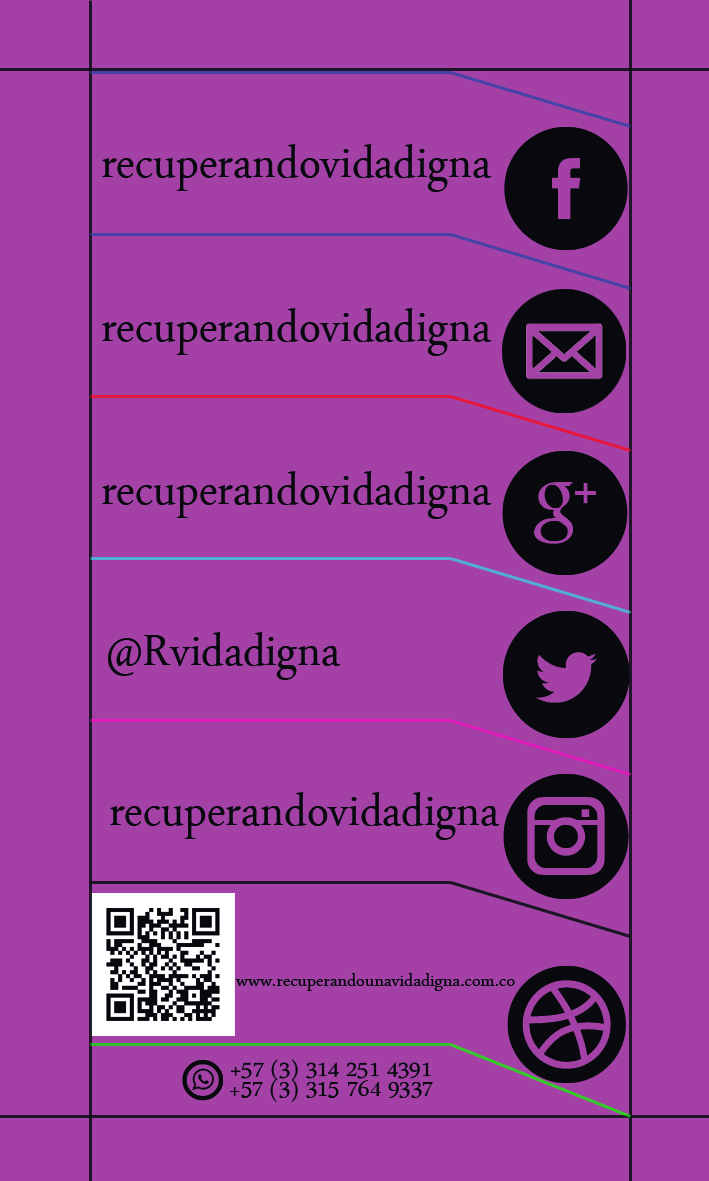 recuperandovidadigna
f
recuperandovidadigna
recuperandovidadigna
g+
@Rvidadigna
recuperandovidadigna
www.recuperandounavidadigna.com.co
+57 (3) 314 251 4391
+57 (3) 315 764 9337